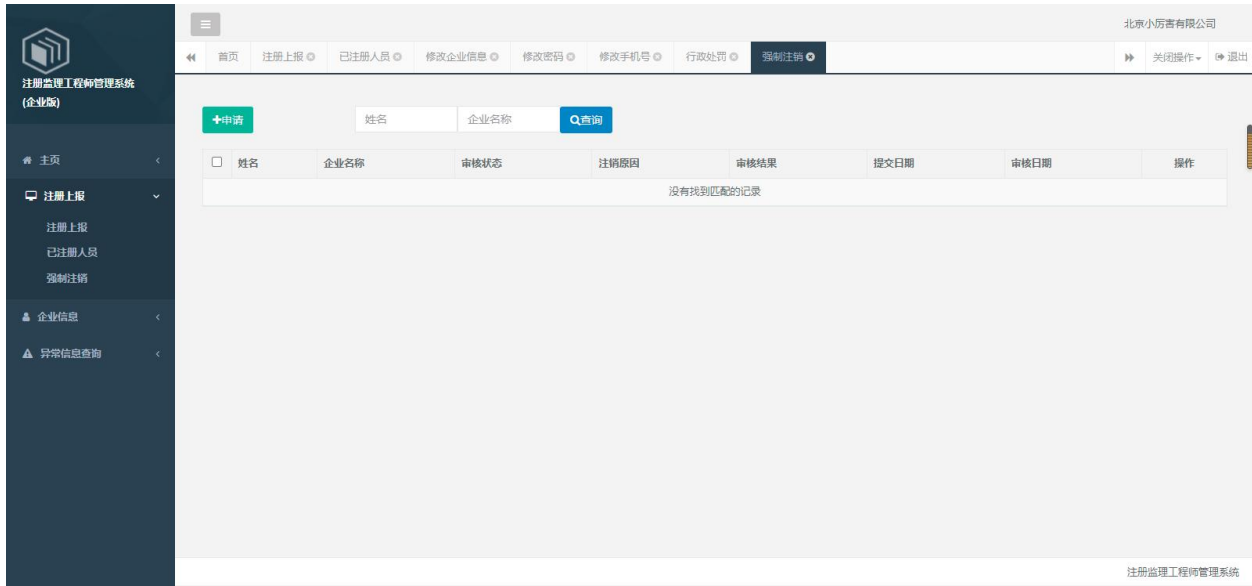 北京小厉害有限公司
注册监理工程师管理系统
(企业版)
首页 注册上报 已注册人员 修改企业信息 修改密码 修改手机号 行政处罚 强制注销 关闭操作 退出
+申请 姓名 企业名称 查询
主页
姓名 企业名称 审核状态 注销原因 审核结果 提交日期 审核日期 操作
没有找到匹配的记录
注册上报
注册上报
已注册人员
强制注销
企业信息
异常信息查询
注册监理工程师管理系统